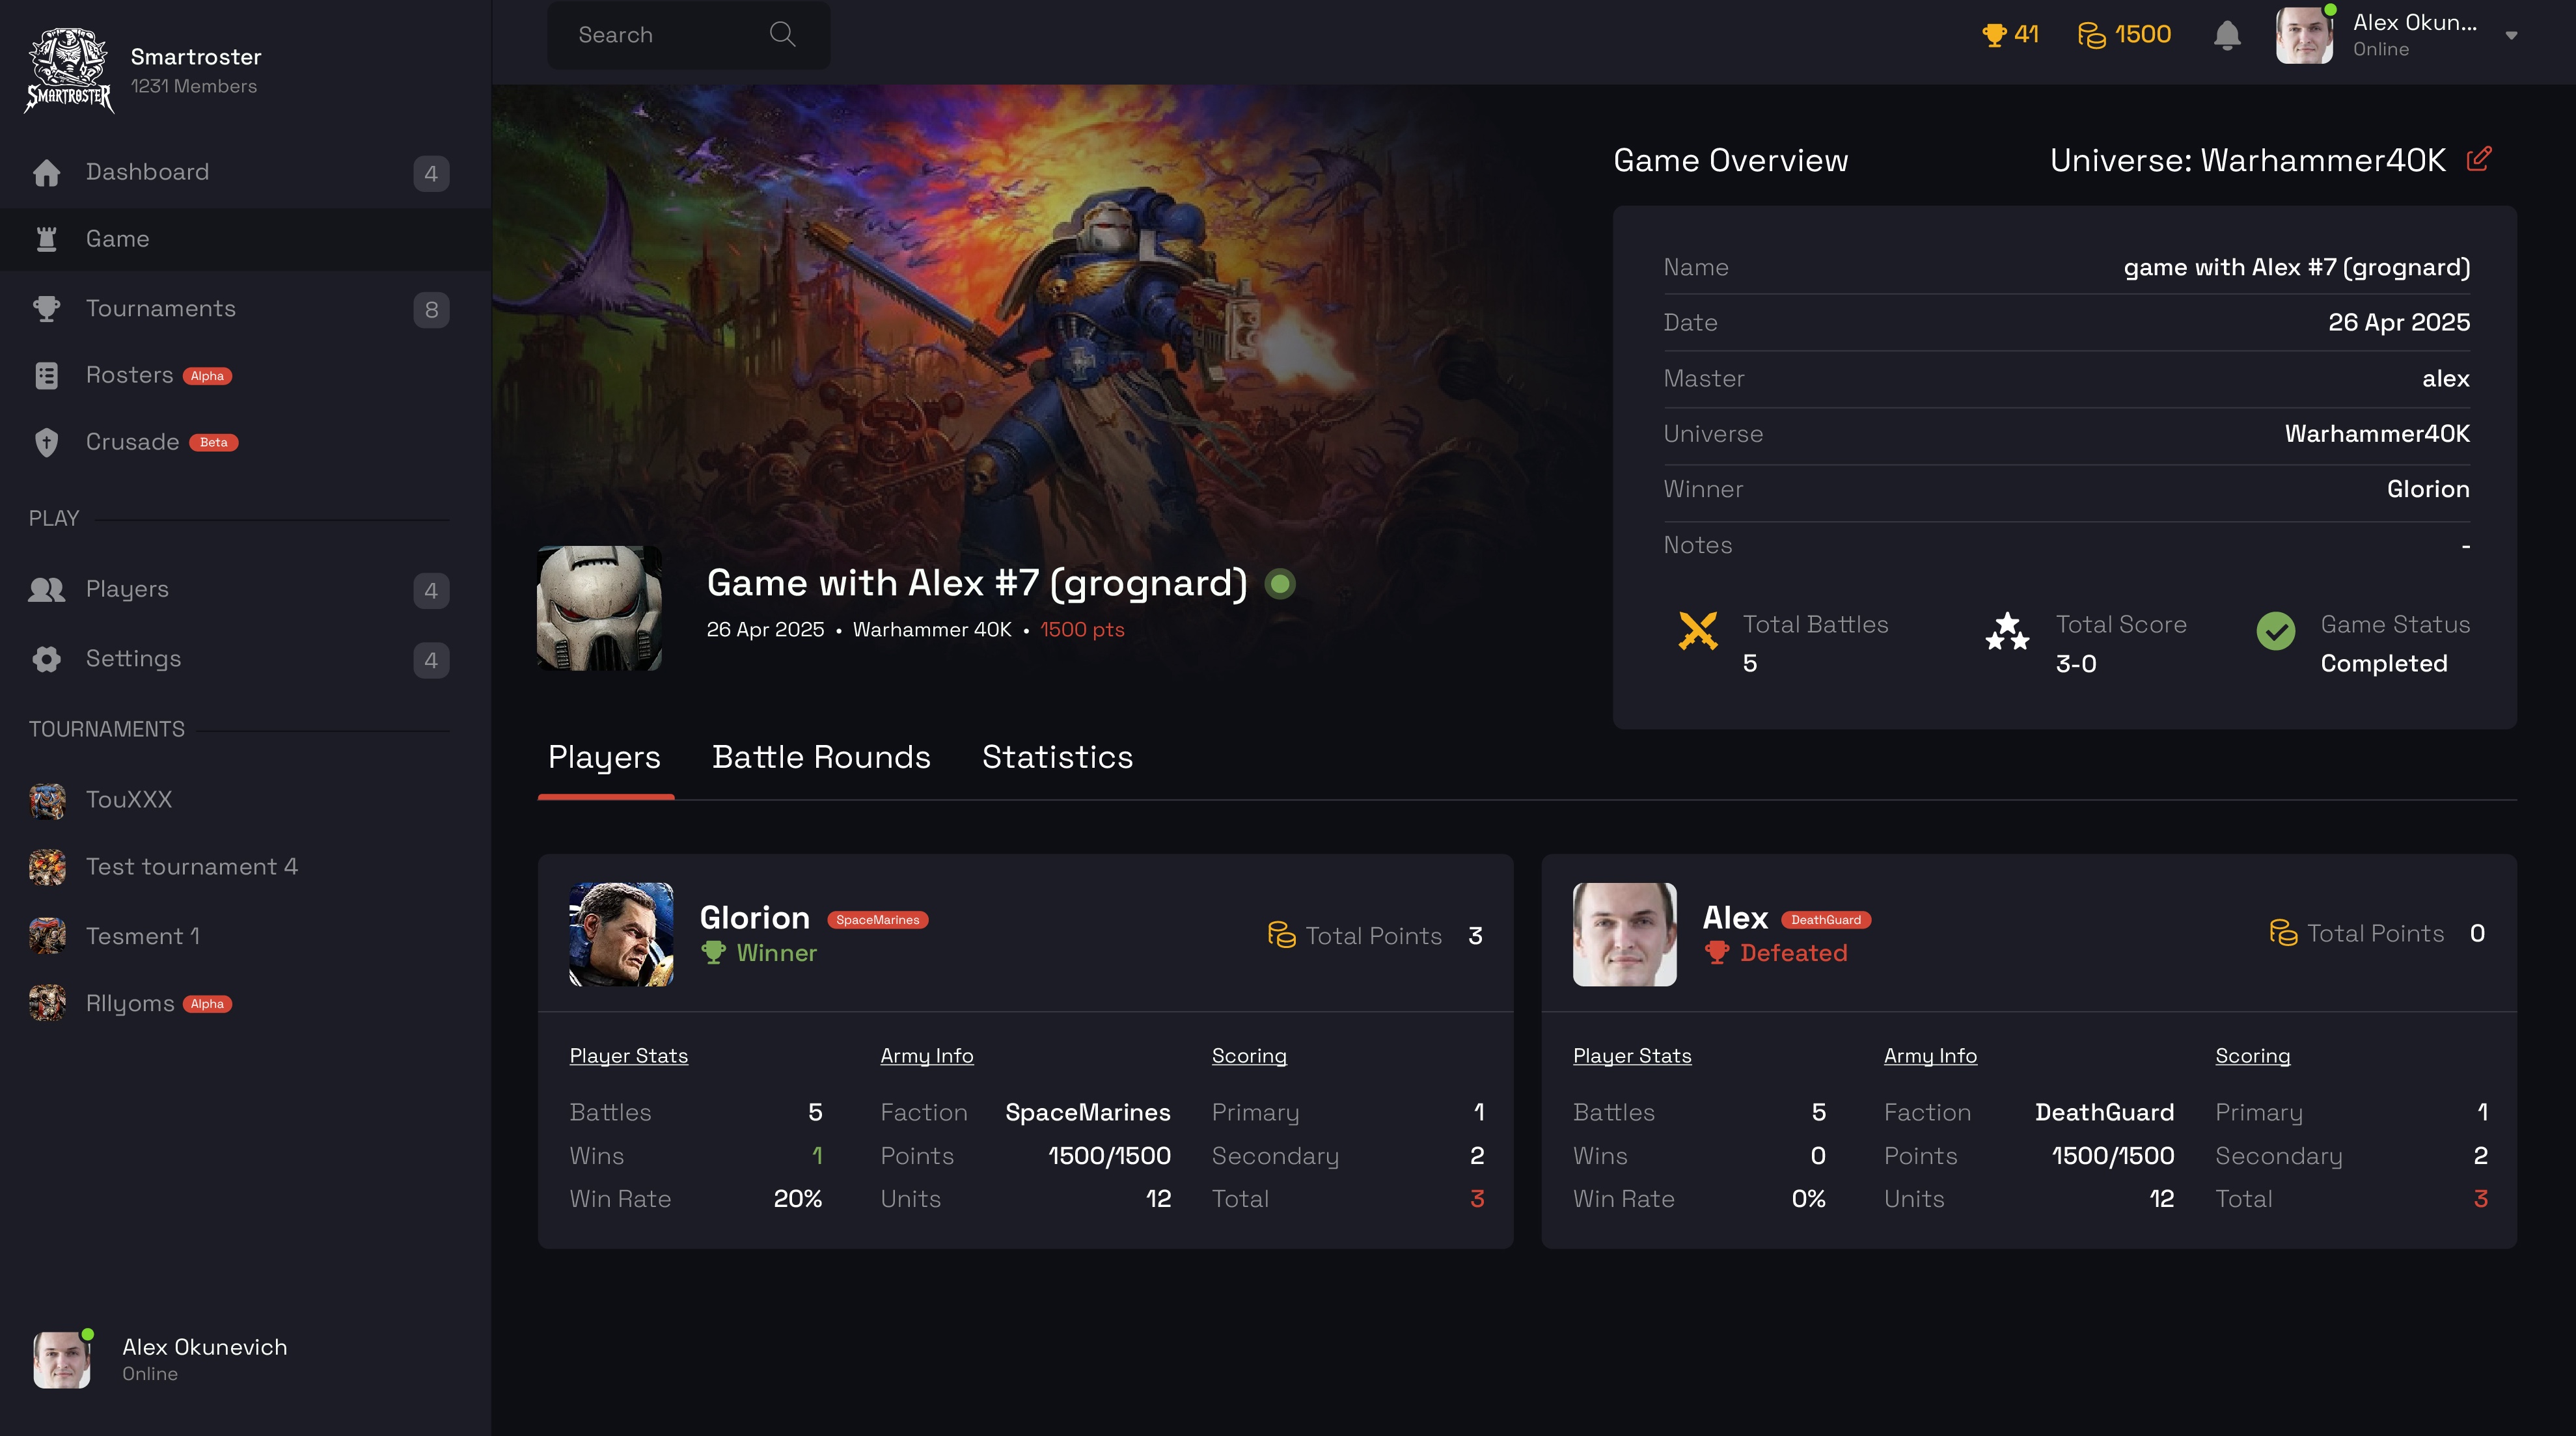 SMARTROSTER
Smartroster
1231 Members
Dashboard 4
Game
Tournaments 8
Rosters Alpha
Crusade Beta
PLAY
Players 4
Settings 4
TOURNAMENTS
TouXXX
Test tournament 4
Tesment 1
Rllyoms Alpha
Alex Okunevich
Online
Search
41
1500
Alex Okun...
Online
Game with Alex #7 (grognard)
26 Apr 2025 • Warhammer 40K • 1500 pts
Game Overview
Universe: Warhammer40K
Name game with Alex #7 (grognard)
Date 26 Apr 2025
Master alex
Universe Warhammer40K
Winner Glorion
Notes -
Total Battles
5
Total Score
3-0
Game Status
Completed
Players Battle Rounds Statistics
Glorion SpaceMarines
Winner
Total Points 3
Player Stats
Battles 5
Wins 1
Win Rate 20%
Army Info
Faction SpaceMarines
Points 1500/1500
Units 12
Scoring
Primary 1
Secondary 2
Total 3
Alex DeathGuard
Defeated
Total Points 0
Player Stats
Battles 5
Wins 0
Win Rate 0%
Army Info
Faction DeathGuard
Points 1500/1500
Units 12
Scoring
Primary 1
Secondary 2
Total 3